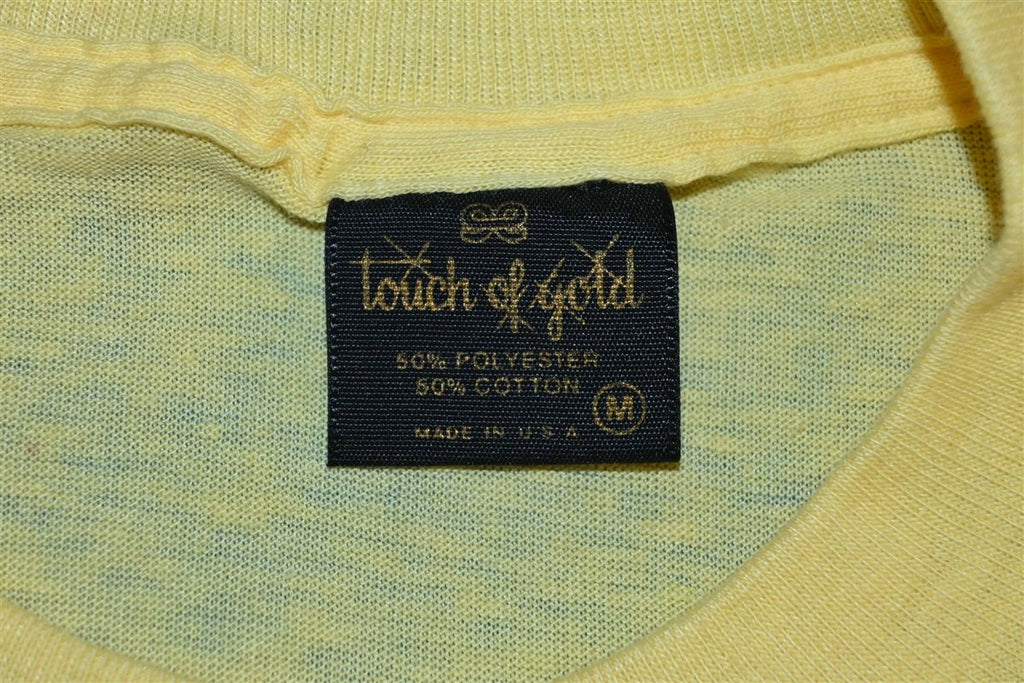 touch of gold
50% POLYESTER
50% COTTON
M
MADE IN U.S.A